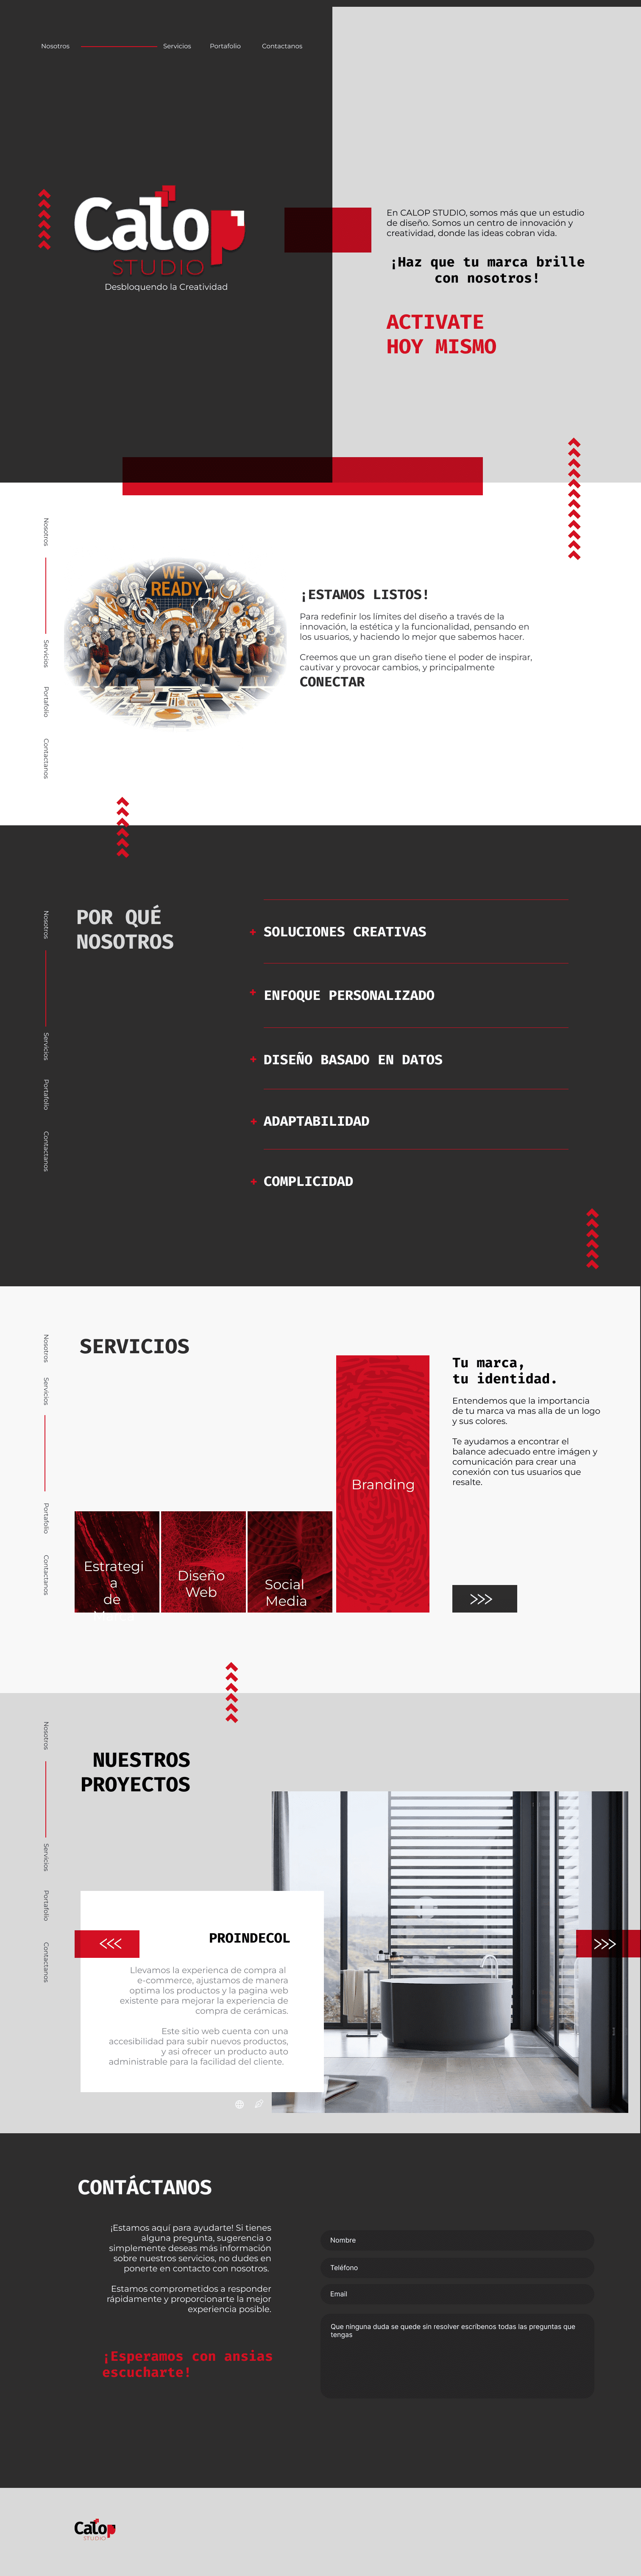 Nosotros
Servicios
Portafolio
Contactanos
Calop
STUDIO
Desbloquendo la Creatividad
En CALOP STUDIO, somos más que un estudio
de diseño. Somos un centro de innovación y
creatividad, donde las ideas cobran vida.
¡Haz que tu marca brille
con nosotros!
ACTIVATE
HOY MISMO
Nosotros
Servicios
Portafolio
Contactanos
WE
READY
¡ESTAMOS LISTOS!
Para redefinir los límites del diseño a través de la
innovación, la estética y la funcionalidad, pensando en
los usuarios, y haciendo lo mejor que sabemos hacer.
Creemos que un gran diseño tiene el poder de inspirar,
cautivar y provocar cambios, y principalmente
CONECTAR
Nosotros
Servicios
Portafolio
Contactanos
POR QUÉ
NOSOTROS
+ SOLUCIONES CREATIVAS
+ ENFOQUE PERSONALIZADO
+ DISEÑO BASADO EN DATOS
+ ADAPTABILIDAD
+ COMPLICIDAD
Nosotros
Servicios
Portafolio
Contactanos
SERVICIOS
Estrategi
a
de
Diseño
Web
Social
Media
Branding
Tu marca,
tu identidad.
Entendemos que la importancia
de tu marca va mas alla de un logo
y sus colores.
Te ayudamos a encontrar el
balance adecuado entre imágen y
comunicación para crear una
conexión con tus usuarios que
resalte.
>>>
Nosotros
Servicios
Portafolio
Contactanos
NUESTROS
PROYECTOS
<<<
PROINDECOL
Llevamos la experienca de compra al
e-commerce, ajustamos de manera
optima los productos y la pagina web
existente para mejorar la experiencia de
compra de cerámicas.
Este sitio web cuenta con una
accesibilidad para subir nuevos productos,
y asi ofrecer un producto auto
administrable para la facilidad del cliente.
>>>
CONTÁCTANOS
¡Estamos aquí para ayudarte! Si tienes
alguna pregunta, sugerencia o
simplemente deseas más información
sobre nuestros servicios, no dudes en
ponerte en contacto con nosotros.
Estamos comprometidos a responder
rápidamente y proporcionarte la mejor
experiencia posible.
¡Esperamos con ansias
escucharte!
Nombre
Teléfono
Email
Que ninguna duda se quede sin resolver escríbenos todas las preguntas que
tengas
Calop
STUDIO